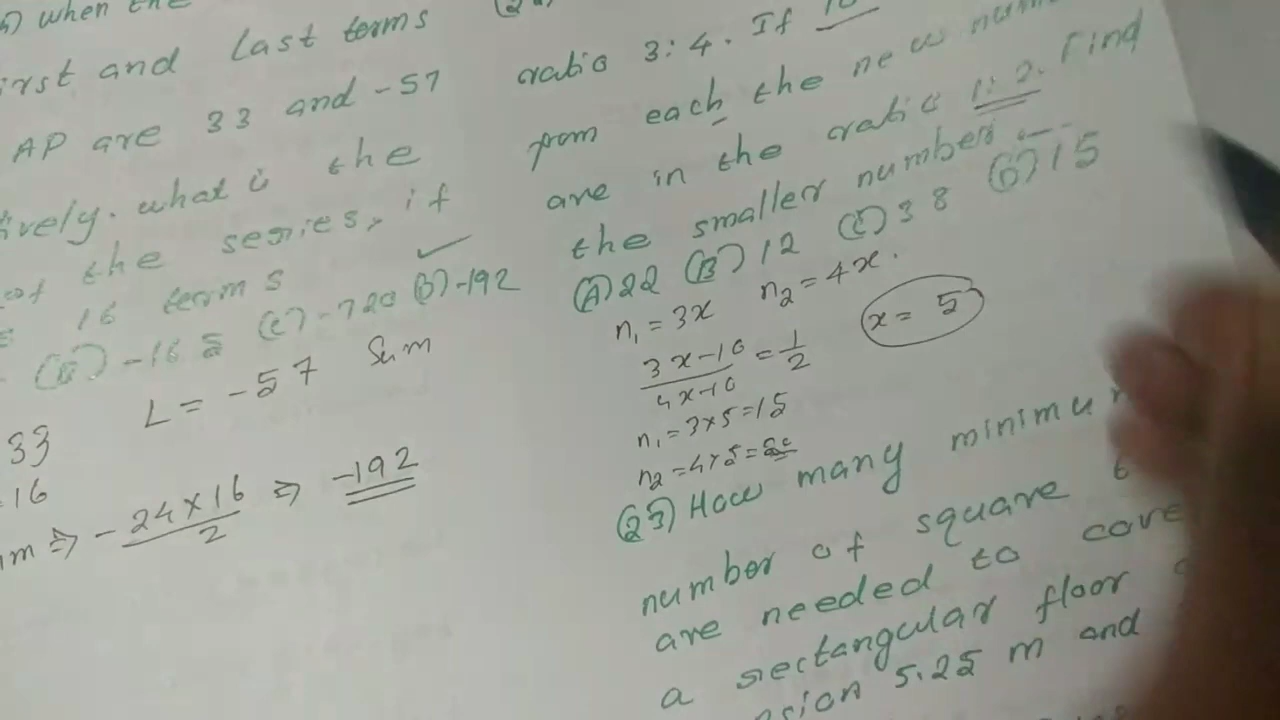 when the
first and last terms
AP are 33 and -57
what is the
of the series, if
16 terms
-165 (C) -720 (D) -192
L = -57 Sum
33
16
⇒ -24×16/2 ⇒ -192
ratio 3:4. If 10
from each the new
are in the ratio 1:2. Find
the smaller number
(A) 22 (B) 12 (C) 38 (D) 15
n₁ = 3x n₂ = 4x.
3x-10/4x-10 = 1/2
x = 5
n₁ = 3×5 = 15
n₂ = 4×5 = 20
(23) How many minimum
number of square
are needed to cove
a rectangular floor
5.25 m and